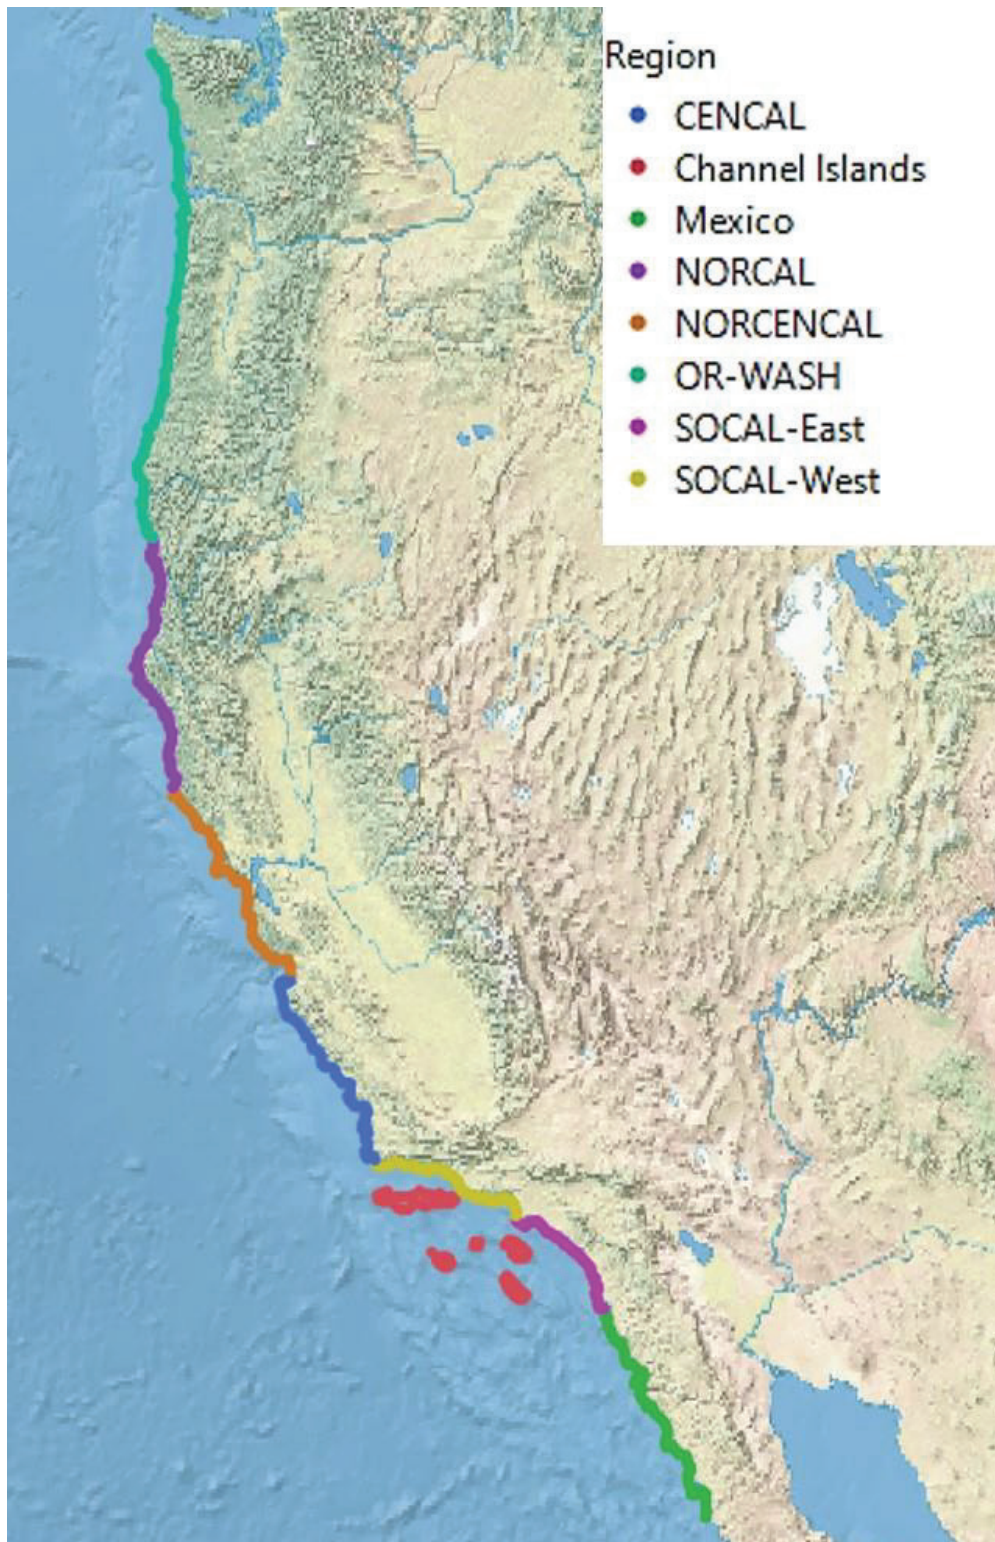 Region
CENCAL
Channel Islands
Mexico
NORCAL
NORCENCAL
OR-WASH
SOCAL-East
SOCAL-West